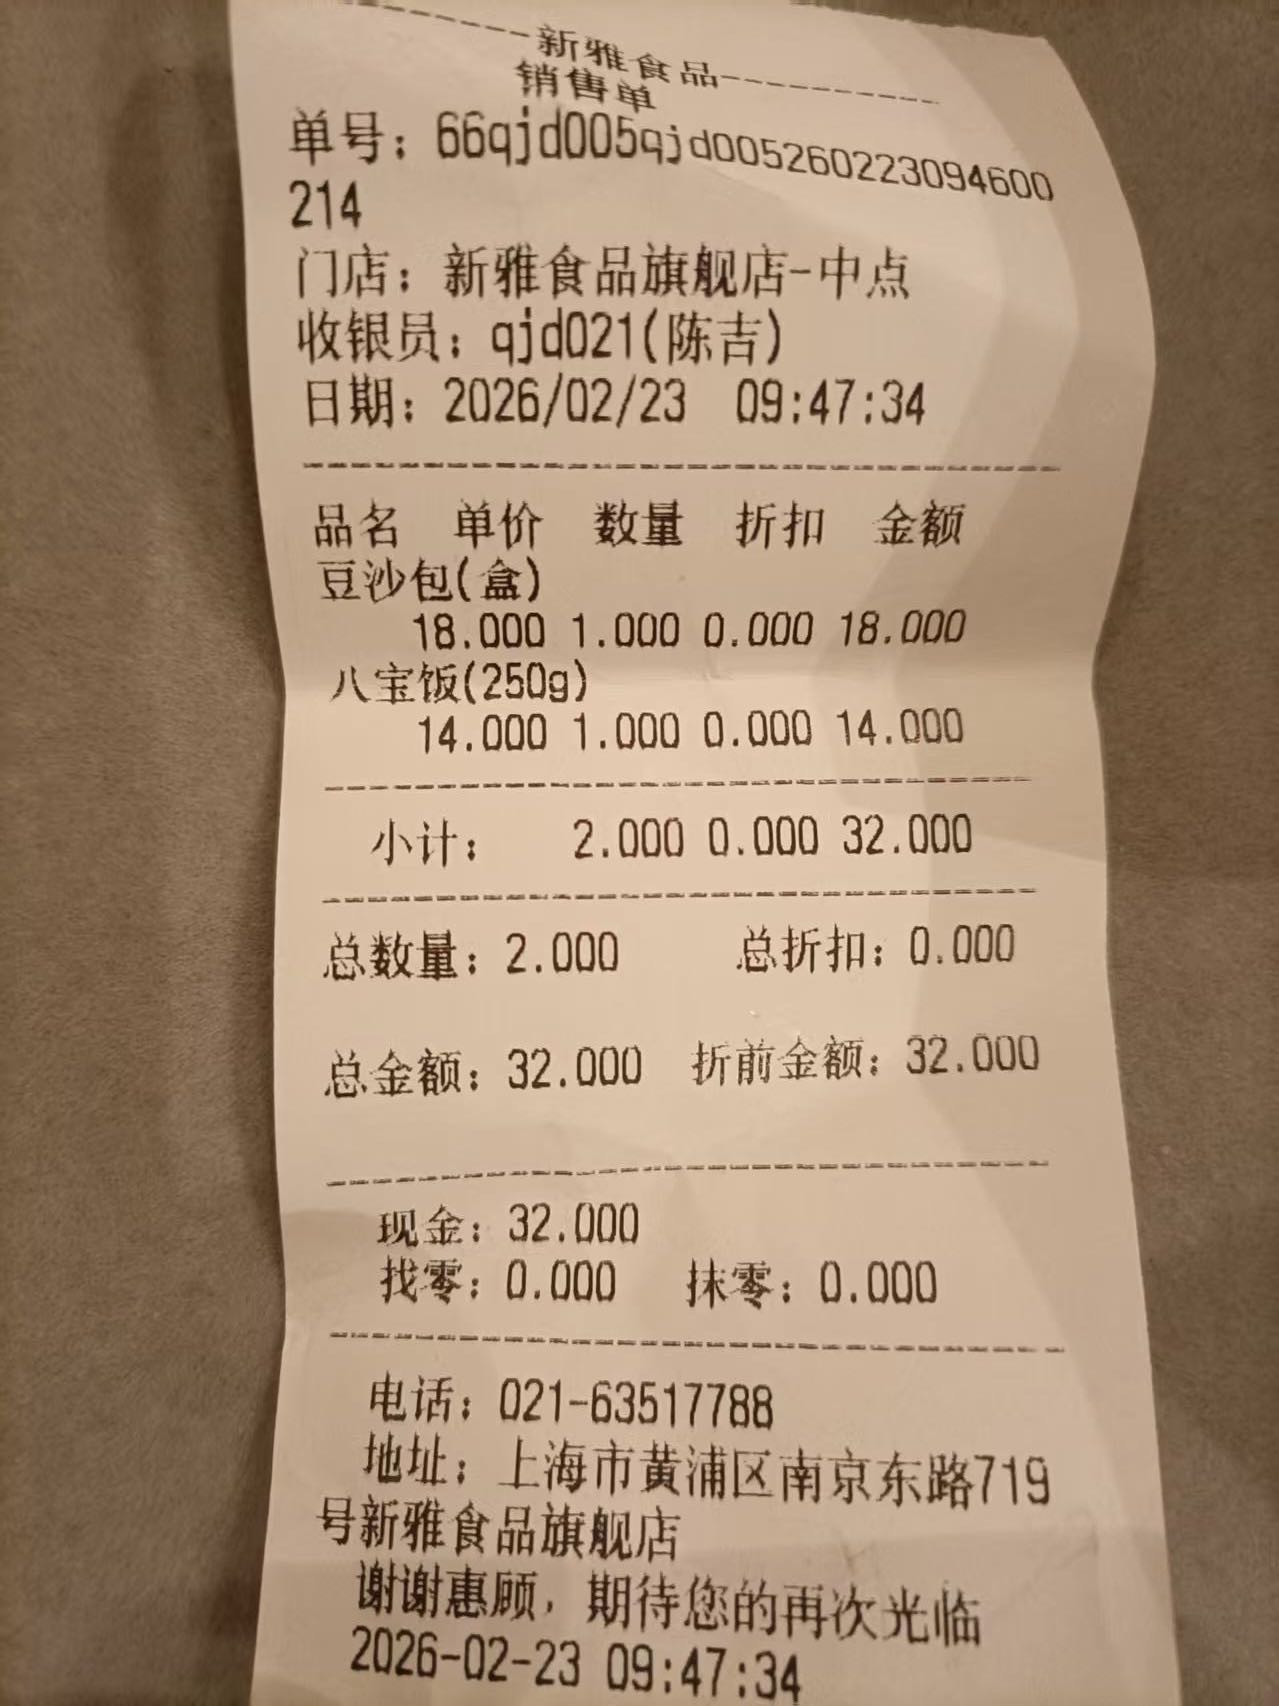 新雅食品
销售单
单号：66qjd005qjd005260223094600
214
门店：新雅食品旗舰店-中点
收银员：qjd021(陈吉)
日期：2026/02/23 09:47:34
品名 单价 数量 折扣 金额
豆沙包(盒)
18.000 1.000 0.000 18.000
八宝饭(250g)
14.000 1.000 0.000 14.000
小计： 2.000 0.000 32.000
总数量：2.000 总折扣：0.000
总金额：32.000 折前金额：32.000
现金：32.000
找零：0.000 抹零：0.000
电话：021-63517788
地址：上海市黄浦区南京东路719
号新雅食品旗舰店
谢谢惠顾，期待您的再次光临
2026-02-23 09:47:34